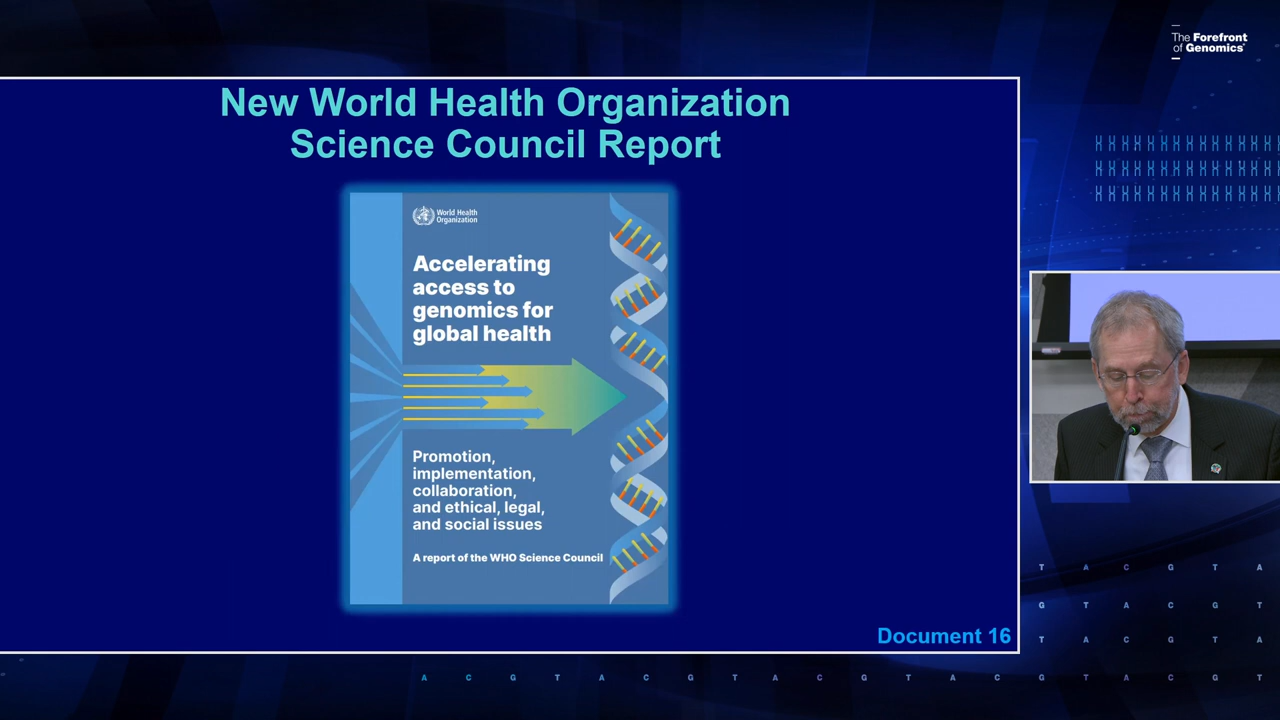 The Forefront
of Genomics®
New World Health Organization
Science Council Report
World Health
Organization
Accelerating
access to
genomics for
global health
Promotion,
implementation,
collaboration,
and ethical, legal,
and social issues
A report of the WHO Science Council
Document 16
T A C G T A
G T A C G T
T A C G T A
A C G T A C G T A C G T A C G T A C G T